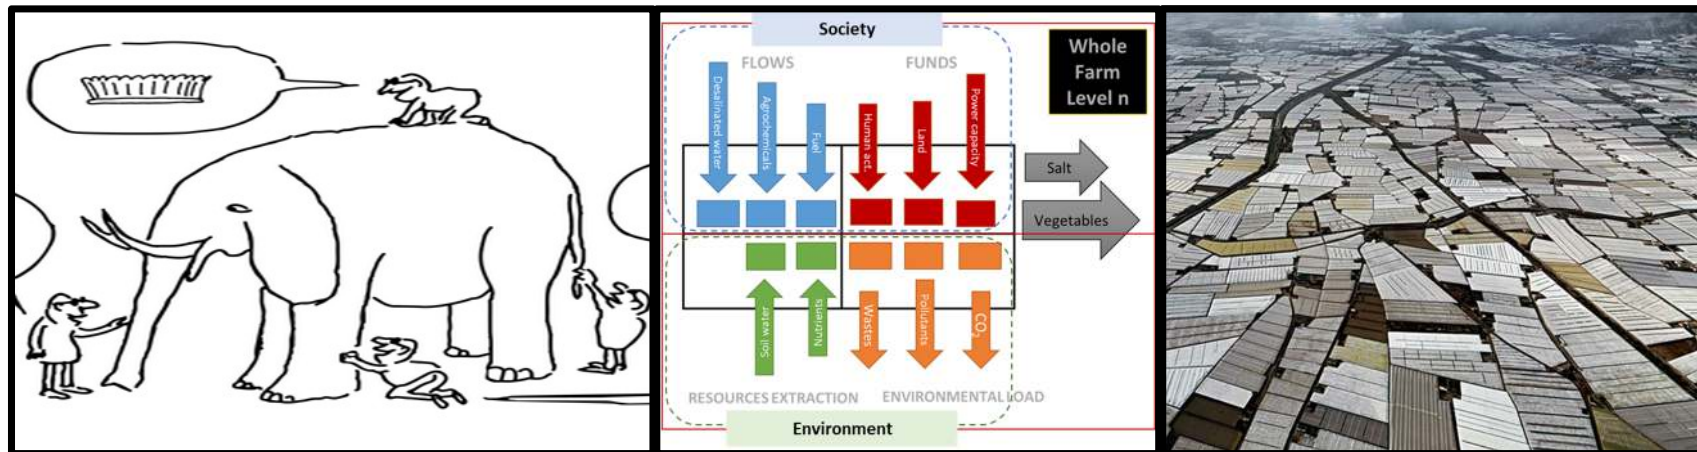 Society
Whole
Farm
Level n
FLOWS
FUNDS
Desalinated water
Agrochemicals
Fuel
Human act.
Land
Power capacity
Salt
Vegetables
Soil water
Nutrients
Wastes
Pollutants
CO₂
RESOURCES EXTRACTION
ENVIRONMENTAL LOAD
Environment